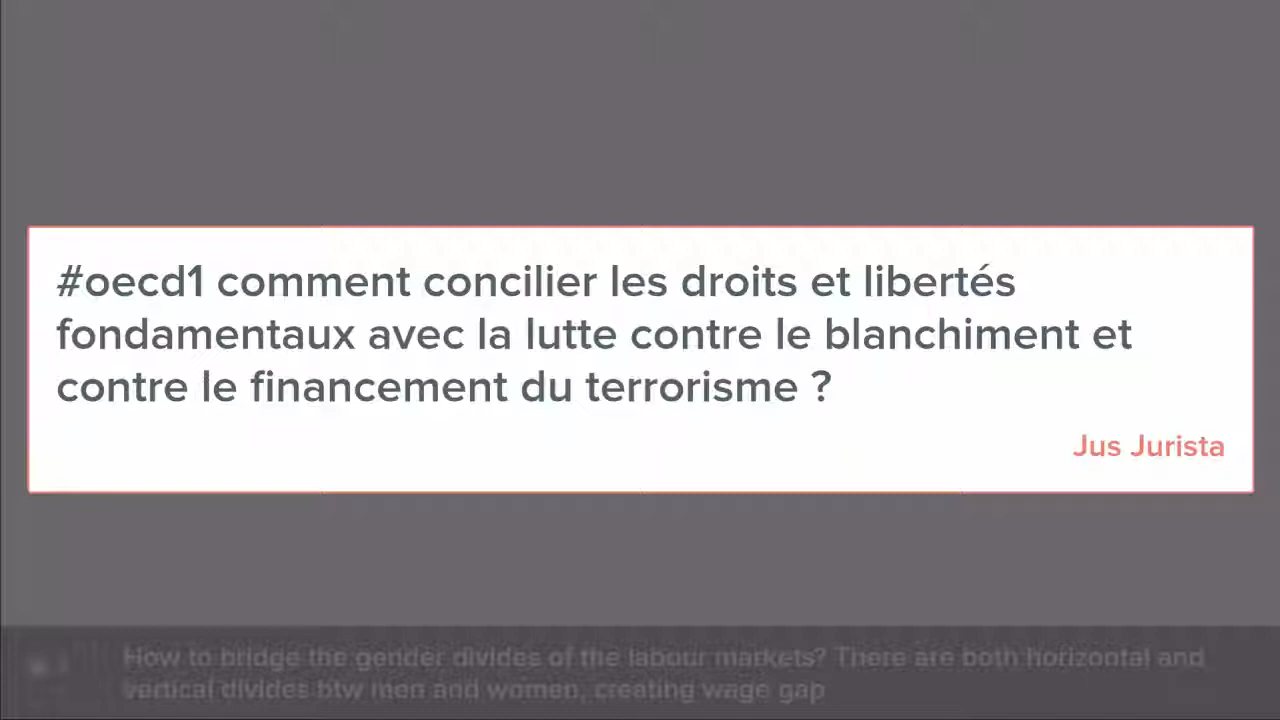 #oecd1 comment concilier les droits et libertés
fondamentaux avec la lutte contre le blanchiment et
contre le financement du terrorisme ?
Jus Jurista
How to bridge the gender divides of the labour markets? There are both horizontal and
vertical divides btw men and women, creating wage gap